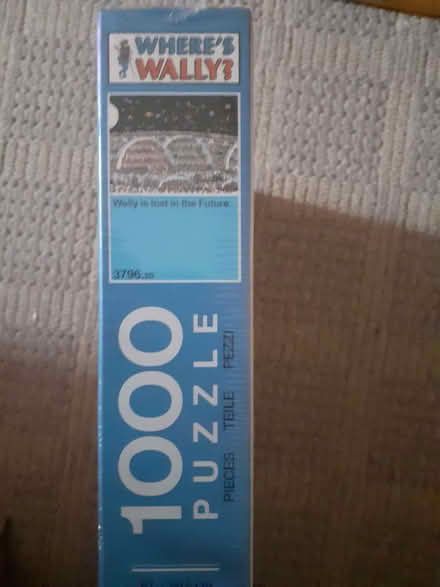 WHERE'S
WALLY?
Wally is lost in the Future
3796.20
1000
PUZZLE
PIECES TEILE PEZZI